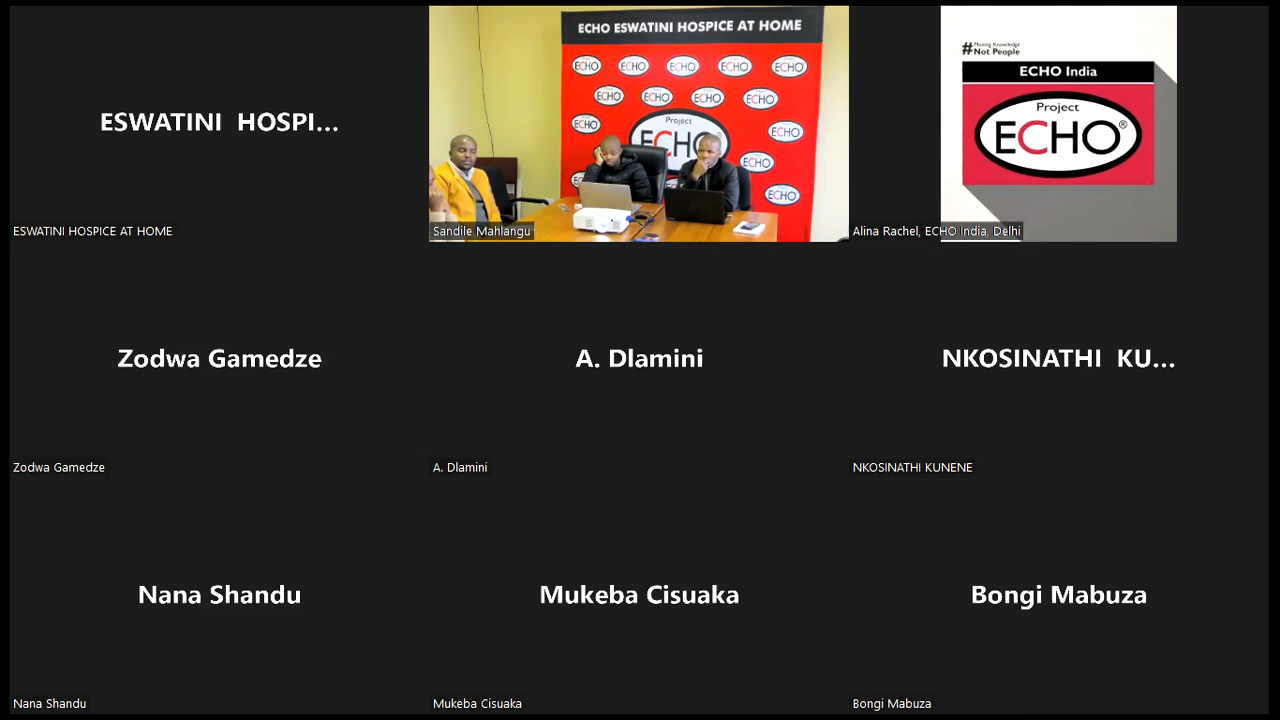 ESWATINI HOSPI...
ESWATINI HOSPICE AT HOME
ECHO ESWATINI HOSPICE AT HOME
ECHO ECHO ECHO ECHO ECHO
ECHO ECHO ECHO ECHO
ECHO
Project
ECHO®
ECHO
ECHO
ECHO
Sandile Mahlangu
#Moving Knowledge
Not People
ECHO India
Project
ECHO®
Alina Rachel, ECHO India, Delhi
Zodwa Gamedze
Zodwa Gamedze
A. Dlamini
A. Dlamini
NKOSINATHI KU...
NKOSINATHI KUNENE
Nana Shandu
Nana Shandu
Mukeba Cisuaka
Mukeba Cisuaka
Bongi Mabuza
Bongi Mabuza